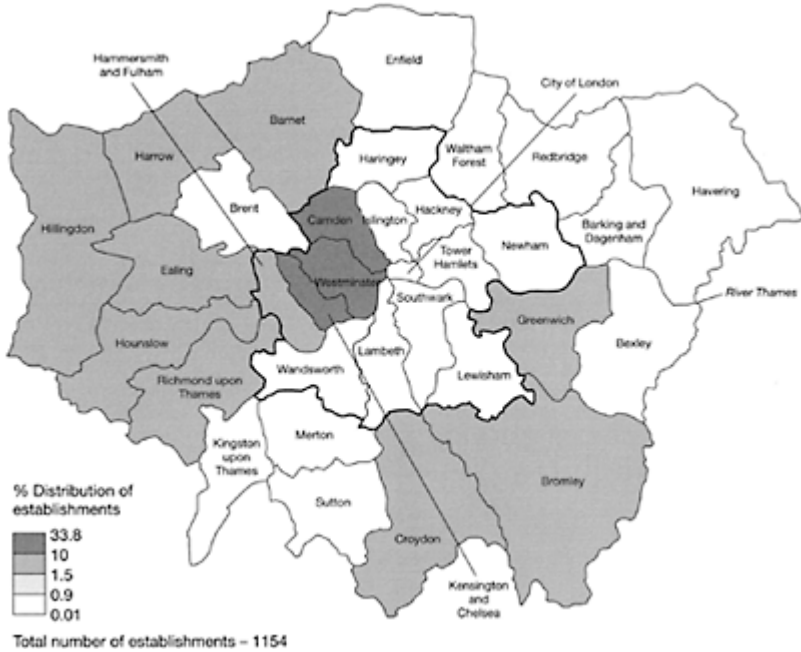 Enfield
Hammersmith
and Fulham
City of London
Barnet
Haringey
Waltham
Forest
Redbridge
Harrow
Havering
Brent
Camden
Islington
Hackney
Barking and
Dagenham
Hillingdon
Newham
Ealing
Tower
Hamlets
Westminster
Southwark
River Thames
Greenwich
Hounslow
Bexley
Lambeth
Wandsworth
Lewisham
Richmond upon
Thames
Merton
Kingston
upon
Thames
Bromley
Sutton
Croydon
Kensington
and
Chelsea
% Distribution of
establishments
33.8
10
1.5
0.9
0.01
Total number of establishments – 1154